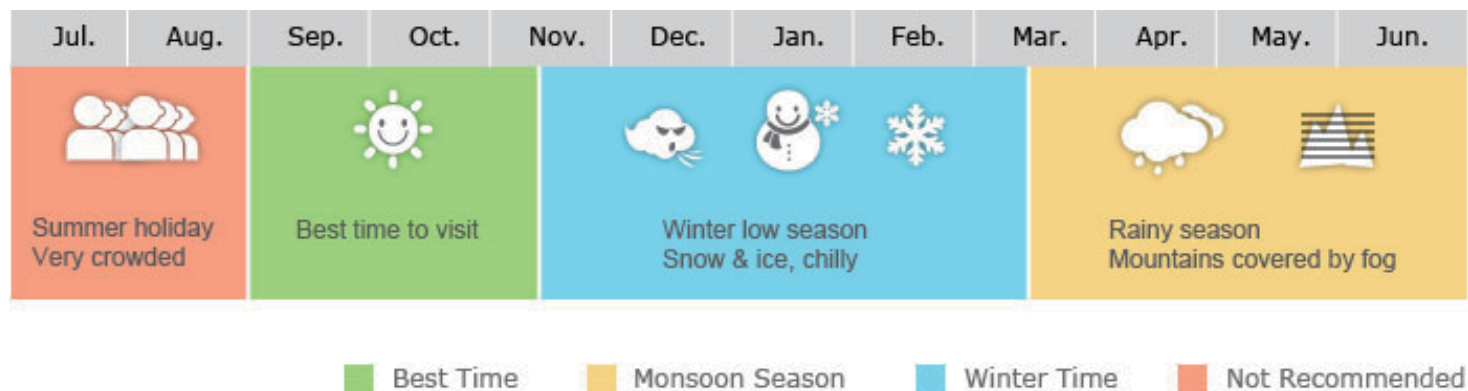 Jul. Aug. Sep. Oct. Nov. Dec. Jan. Feb. Mar. Apr. May. Jun.
Summer holiday
Very crowded
Best time to visit
Winter low season
Snow & ice, chilly
Rainy season
Mountains covered by fog
Best Time Monsoon Season Winter Time Not Recommended